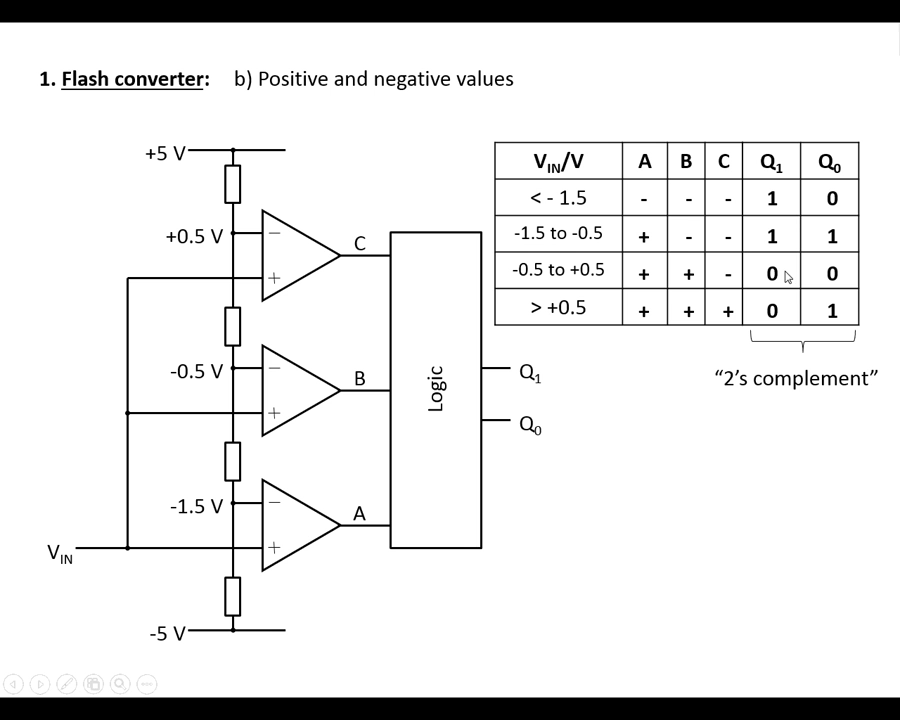 1. Flash converter: b) Positive and negative values
+5 V
+0.5 V
−
+
C
-0.5 V
−
+
B
-1.5 V
−
+
A
VIN
-5 V
Logic
Q1
Q0
VIN/V A B C Q1 Q0
< - 1.5 - - - 1 0
-1.5 to -0.5 + - - 1 1
-0.5 to +0.5 + + - 0 0
> +0.5 + + + 0 1
“2’s complement”